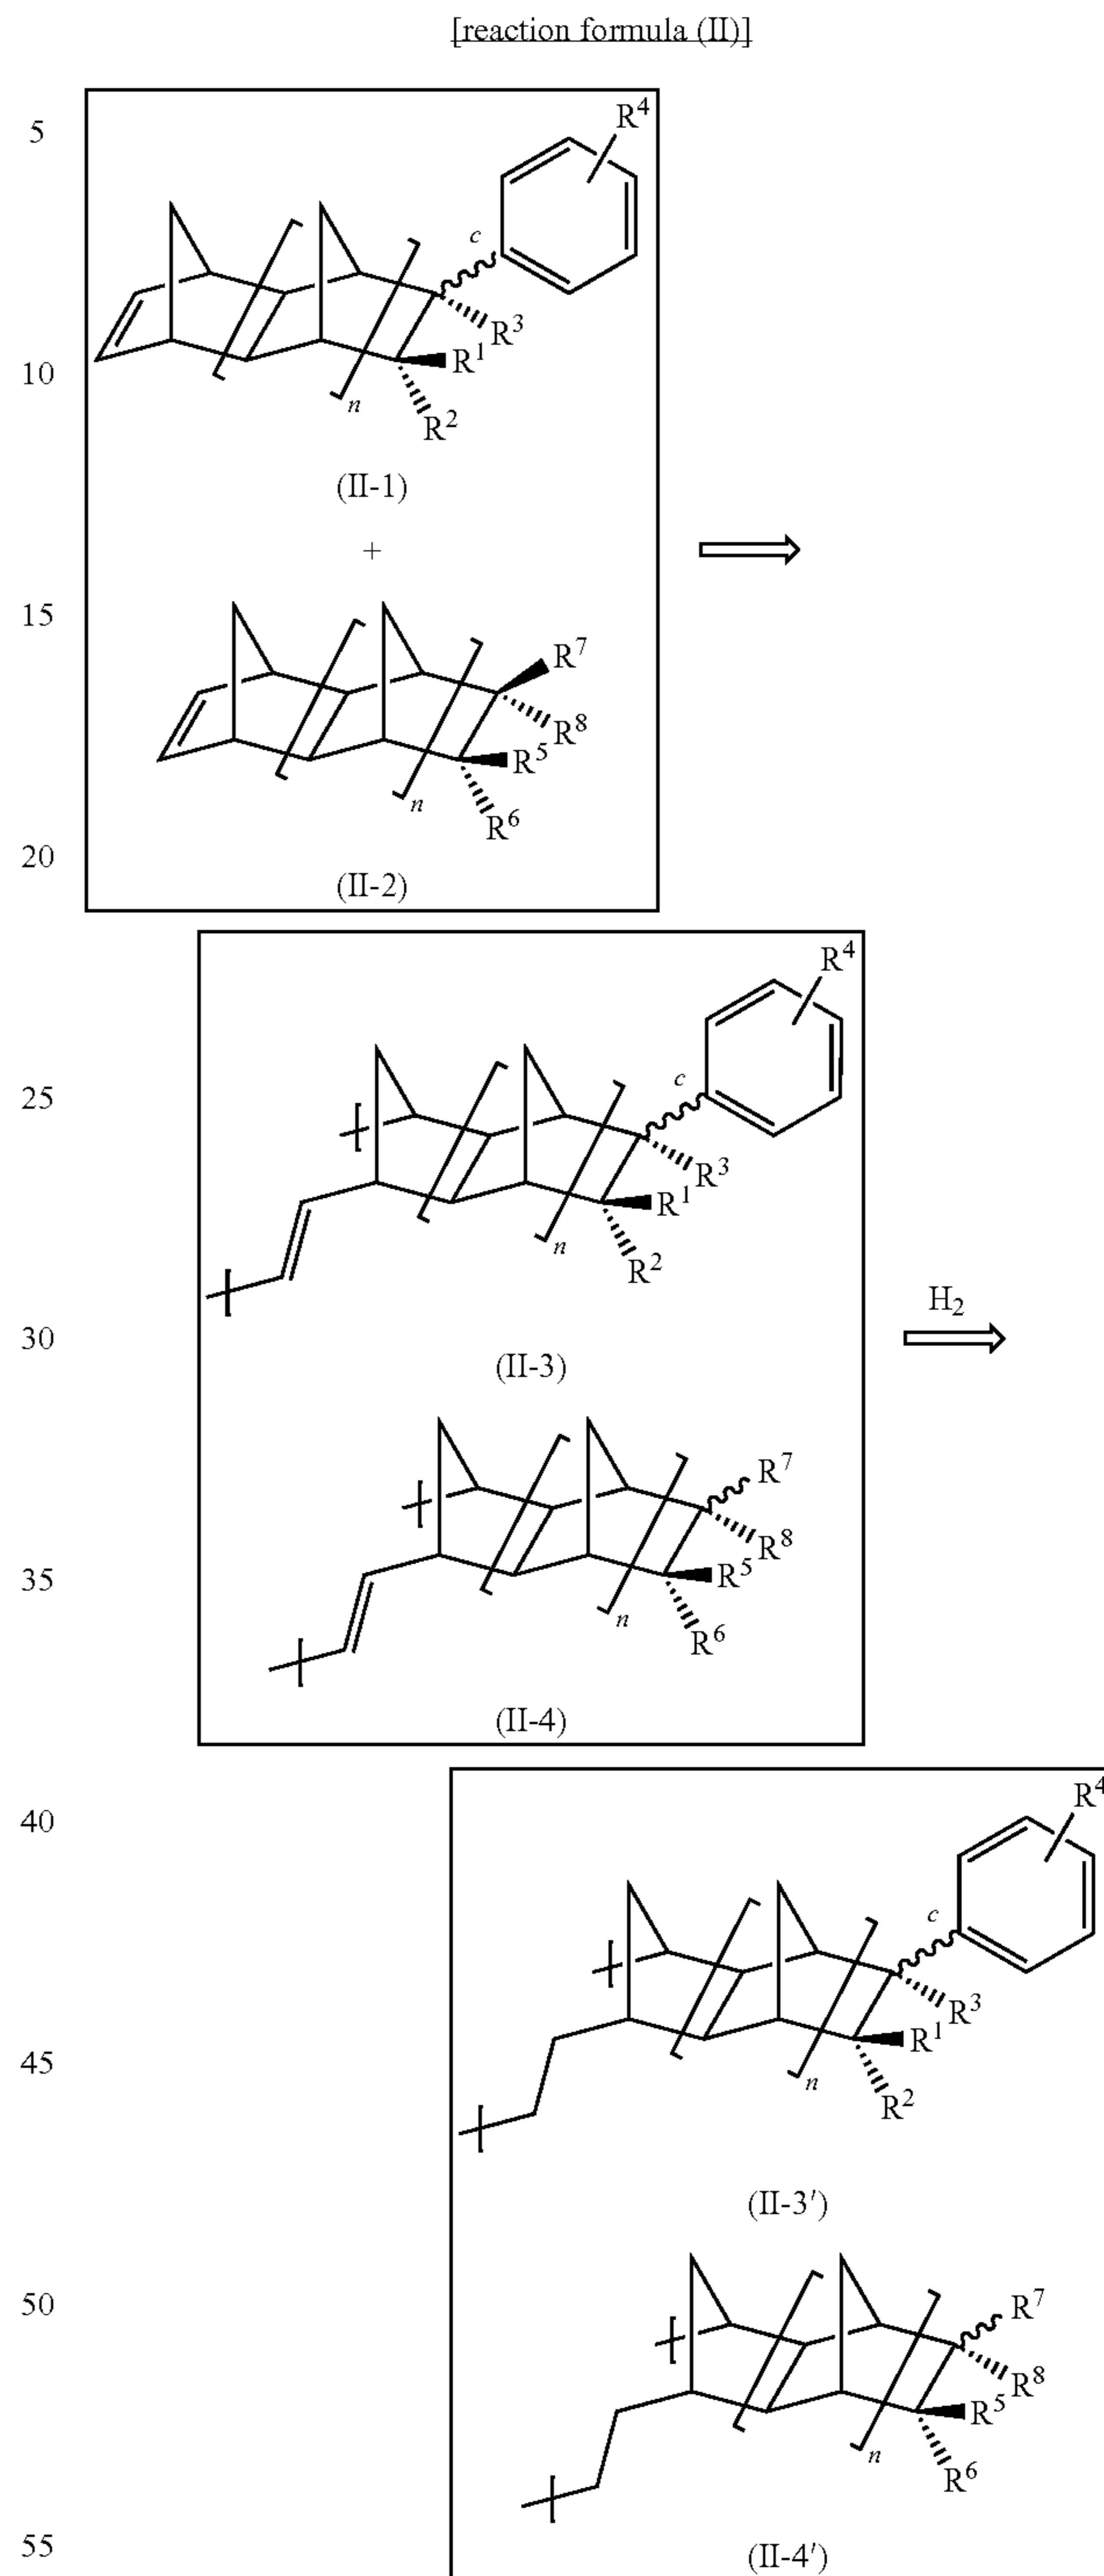 [reaction formula (II)]
5
R⁴
c
R³
R¹
10
n
R²
(II-1)
+
15
R⁷
R⁸
R⁵
n
R⁶
20
(II-2)
R⁴
25
c
R³
R¹
n
R²
H₂
30
(II-3)
R⁷
R⁸
35
R⁵
n
R⁶
(II-4)
40
R⁴
c
R³
R¹
45
n
R²
(II-3')
50
R⁷
R⁸
R⁵
n
R⁶
55
(II-4')